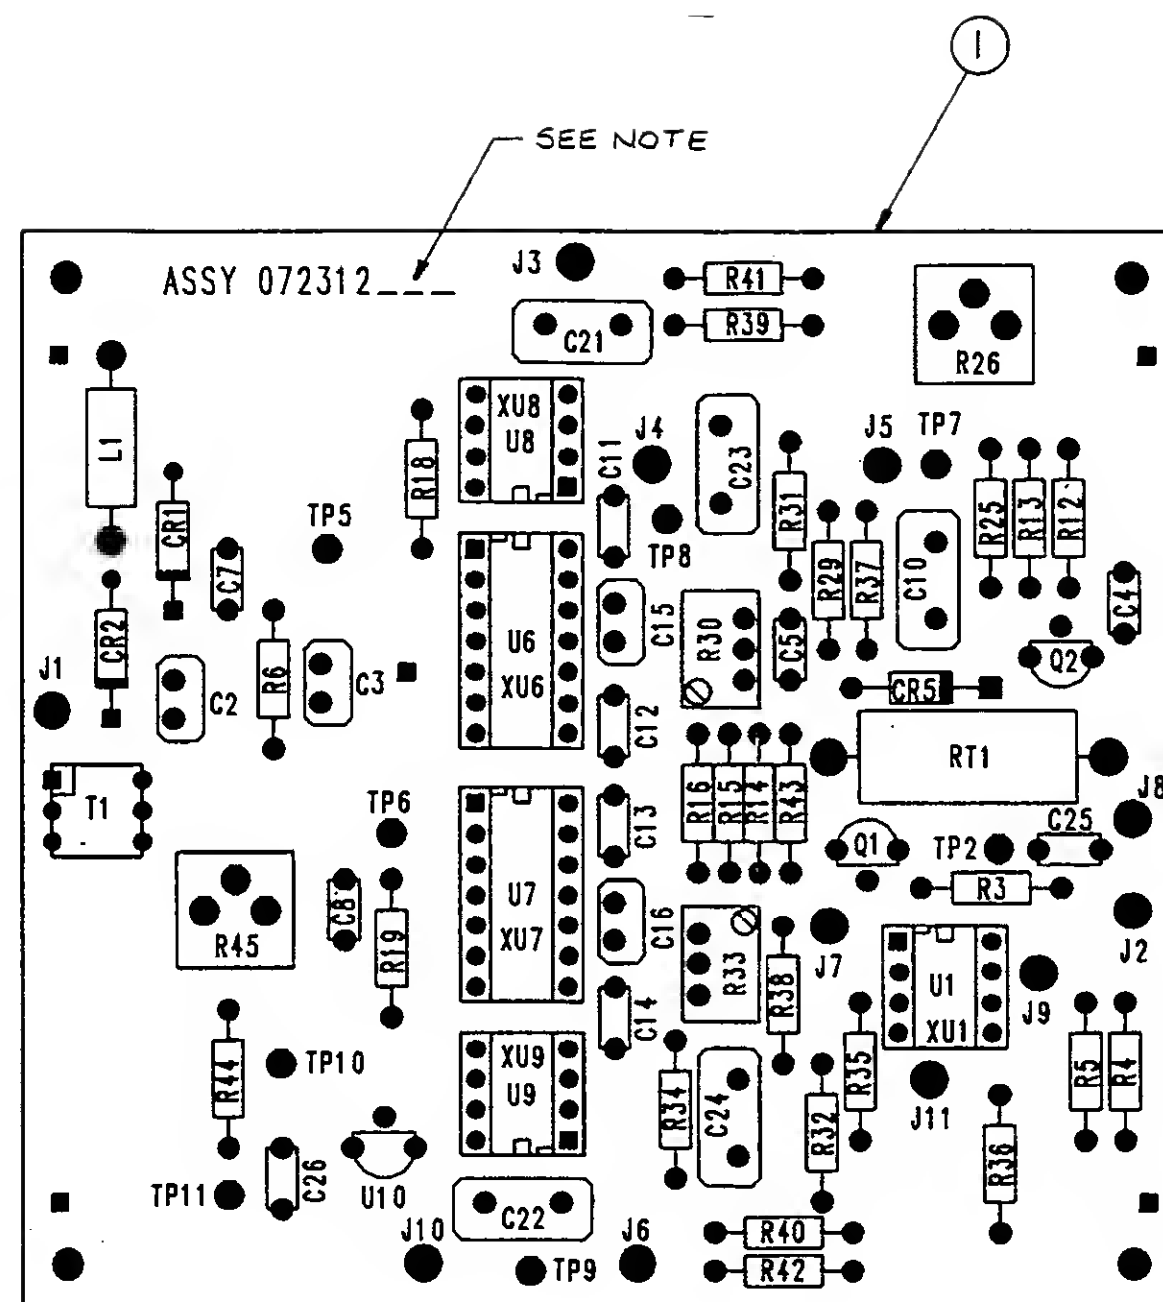 1
SEE NOTE
ASSY 072312___
J3
R41
R39
C21
R26
L1
XU8
U8
R18
C11
J4
C23
J5
TP7
R31
R25
R13
R12
CR1
TP5
TP8
R29
R37
C10
C7
C4
CR2
U6
XU6
C15
R30
C5
Q2
J1
R6
C3
C2
CR5
C12
RT1
T1
TP6
R16
R15
R14
R43
J8
C13
C25
Q1
TP2
R3
R45
C8
R19
U7
XU7
C16
R33
R38
J7
U1
XU1
J9
J2
C14
R44
TP10
XU9
U9
R34
C24
R32
R35
J11
R5
R4
R36
TP11
C26
U10
C22
J10
J6
TP9
R40
R42